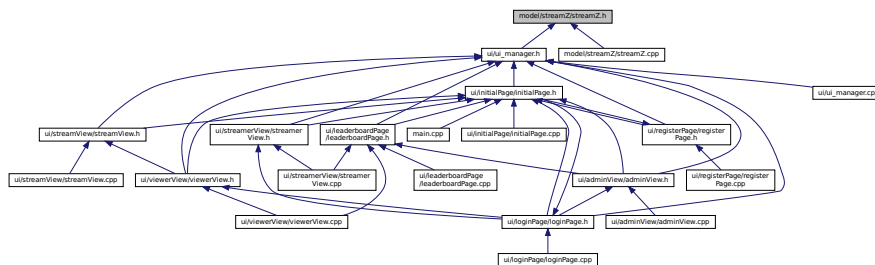 model/streamZ/streamZ.h
ui/ui_manager.h
model/streamZ/streamZ.cpp
ui/initialPage/initialPage.h
ui/ui_manager.cp
ui/streamView/streamView.h
ui/streamerView/streamer
View.h
ui/leaderboardPage
/leaderboardPage.h
main.cpp
ui/initialPage/initialPage.cpp
ui/registerPage/register
Page.h
ui/streamView/streamView.cpp
ui/viewerView/viewerView.h
ui/streamerView/streamer
View.cpp
ui/leaderboardPage
/leaderboardPage.cpp
ui/adminView/adminView.h
ui/registerPage/register
Page.cpp
ui/viewerView/viewerView.cpp
ui/loginPage/loginPage.h
ui/adminView/adminView.cpp
ui/loginPage/loginPage.cpp